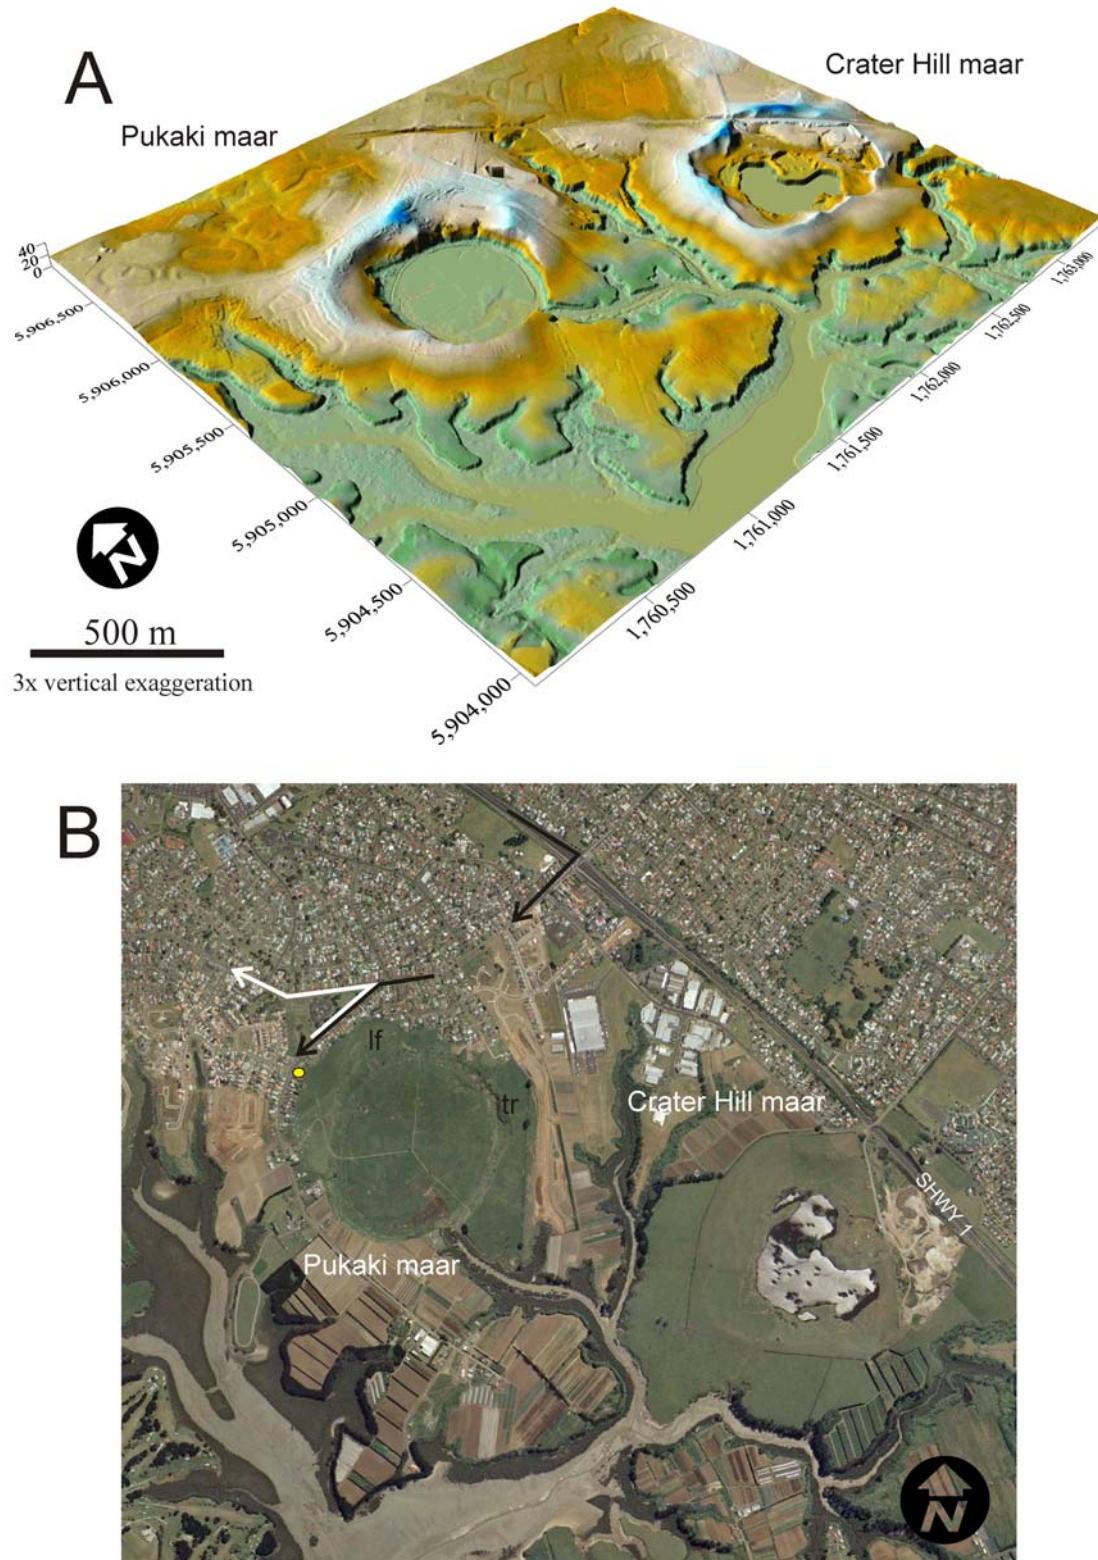 A
Crater Hill maar
Pukaki maar
40
20
0
5,906,500
5,906,000
5,905,500
5,905,000
5,904,500
5,904,000
1,763,000
1,762,500
1,762,000
1,761,500
1,761,000
1,760,500
N
500 m
3x vertical exaggeration
B
lf
tr
Crater Hill maar
SHWY 1
Pukaki maar
N